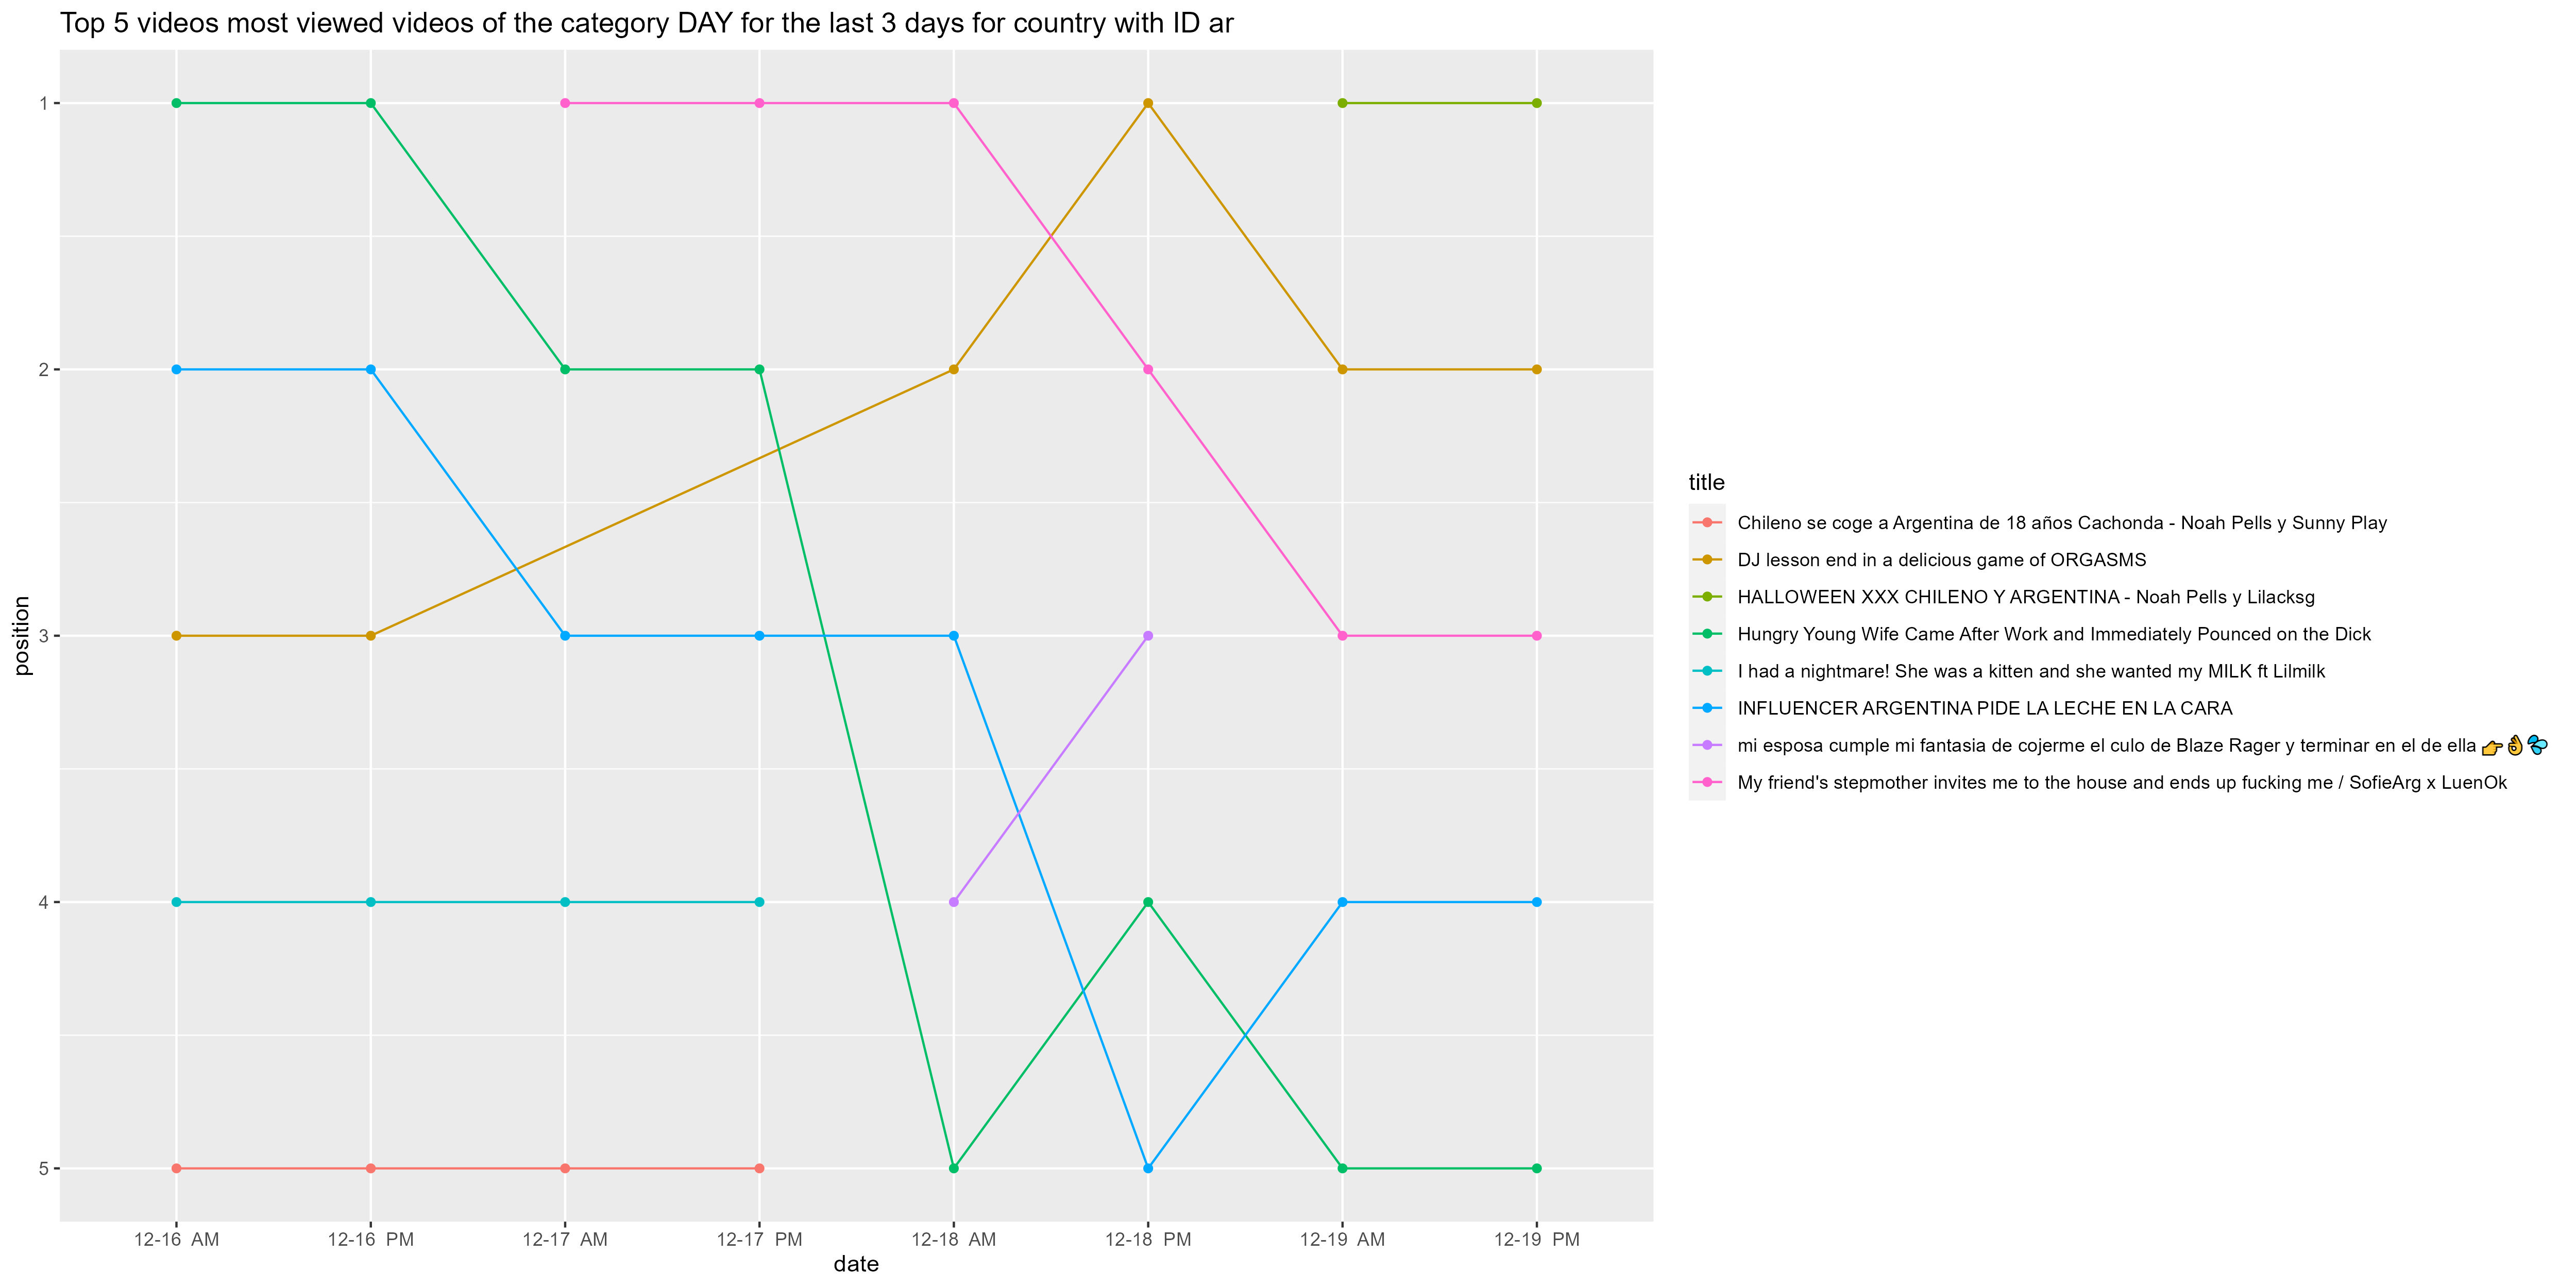 Top 5 videos most viewed videos of the category DAY for the last 3 days for country with ID ar
position
1
2
3
4
5
12-16 AM
12-16 PM
12-17 AM
12-17 PM
12-18 AM
12-18 PM
12-19 AM
12-19 PM
date
title
Chileno se coge a Argentina de 18 años Cachonda - Noah Pells y Sunny Play
DJ lesson end in a delicious game of ORGASMS
HALLOWEEN XXX CHILENO Y ARGENTINA - Noah Pells y Lilacksg
Hungry Young Wife Came After Work and Immediately Pounced on the Dick
I had a nightmare! She was a kitten and she wanted my MILK ft Lilmilk
INFLUENCER ARGENTINA PIDE LA LECHE EN LA CARA
mi esposa cumple mi fantasia de cojerme el culo de Blaze Rager y terminar en el de ella 👉👌💦
My friend's stepmother invites me to the house and ends up fucking me / SofieArg x LuenOk